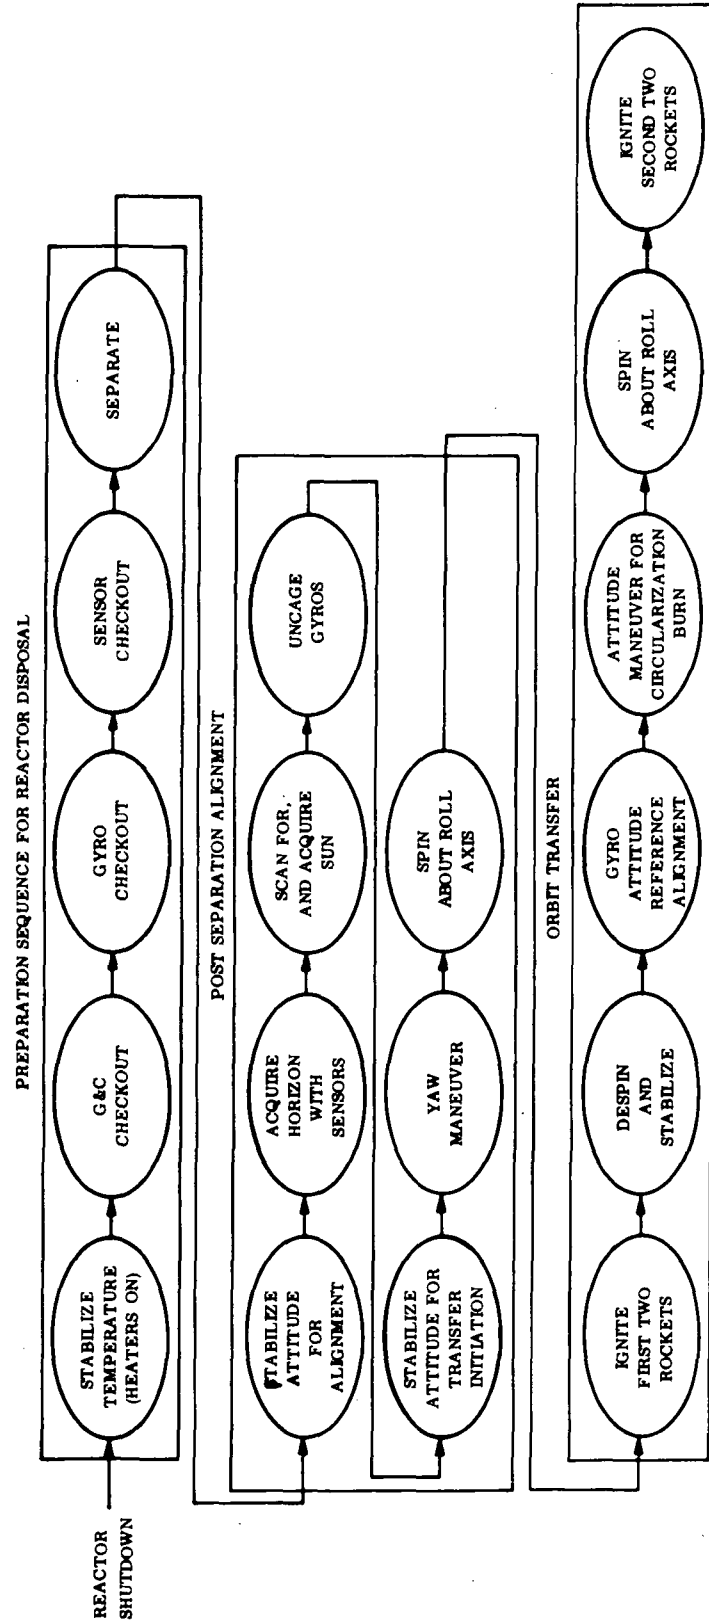 REACTOR
SHUTDOWN
PREPARATION SEQUENCE FOR REACTOR DISPOSAL
STABILIZE
TEMPERATURE
(HEATERS ON)
G&C
CHECKOUT
GYRO
CHECKOUT
SENSOR
CHECKOUT
SEPARATE
POST SEPARATION ALIGNMENT
STABILIZE
ATTITUDE
FOR
ALIGNMENT
ACQUIRE
HORIZON
WITH
SENSORS
SCAN FOR,
AND ACQUIRE
SUN
UNCAGE
GYROS
STABILIZE
ATTITUDE FOR
TRANSFER
INITIATION
YAW
MANEUVER
SPIN
ABOUT ROLL
AXIS
ORBIT TRANSFER
IGNITE
FIRST TWO
ROCKETS
DESPIN
AND
STABILIZE
GYRO
ATTITUDE
REFERENCE
ALIGNMENT
ATTITUDE
MANEUVER FOR
CIRCULARIZATION
BURN
SPIN
ABOUT ROLL
AXIS
IGNITE
SECOND TWO
ROCKETS